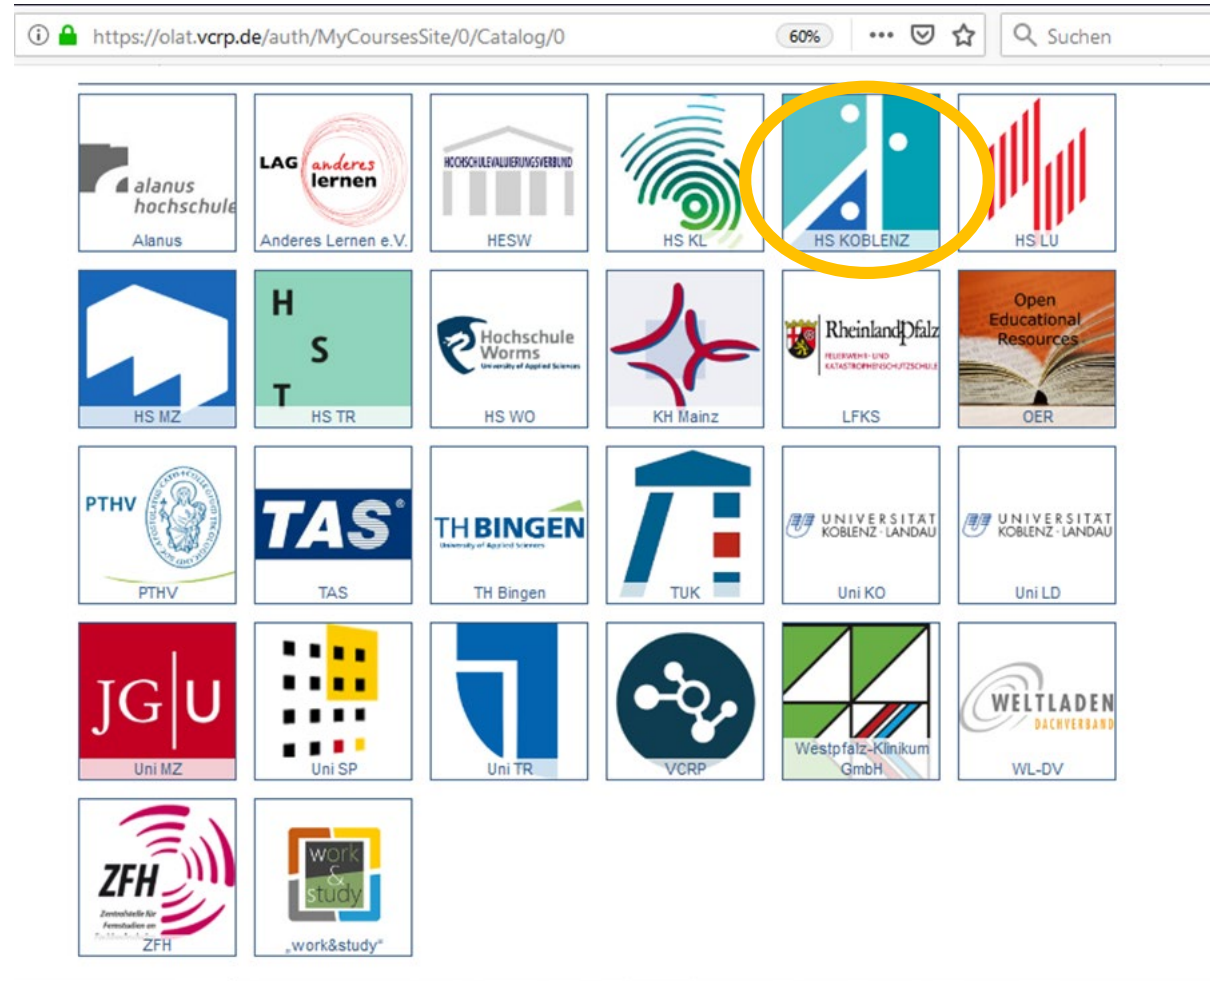 https://olat.vcrp.de/auth/MyCoursesSite/0/Catalog/0
60%
Suchen
alanus
hochschule
Alanus
LAG anderes
lernen
Anderes Lernen e.V.
HOCHSCHULEVALUIERUNGSVERBUND
HESW
HS KL
HS KOBLENZ
HS LU
HS MZ
H
S
T
HS TR
Hochschule
Worms
University of Applied Sciences
HS WO
KH Mainz
RheinlandPfalz
FEUERWEHR- UND
KATASTROPHENSCHUTZSCHULE
LFKS
Open
Educational
Resources
OER
PTHV
PTHV
TAS®
TAS
TH BINGEN
University of Applied Sciences
TH Bingen
TUK
UNIVERSITÄT
KOBLENZ · LANDAU
Uni KO
UNIVERSITÄT
KOBLENZ · LANDAU
Uni LD
JG|U
Uni MZ
Uni SP
Uni TR
VCRP
Westpfalz-Klinikum
GmbH
WELTLADEN
DACHVERBAND
WL-DV
ZFH
Zentralstelle für
Fernstudien an
ZFH
work
&
study
„work&study“